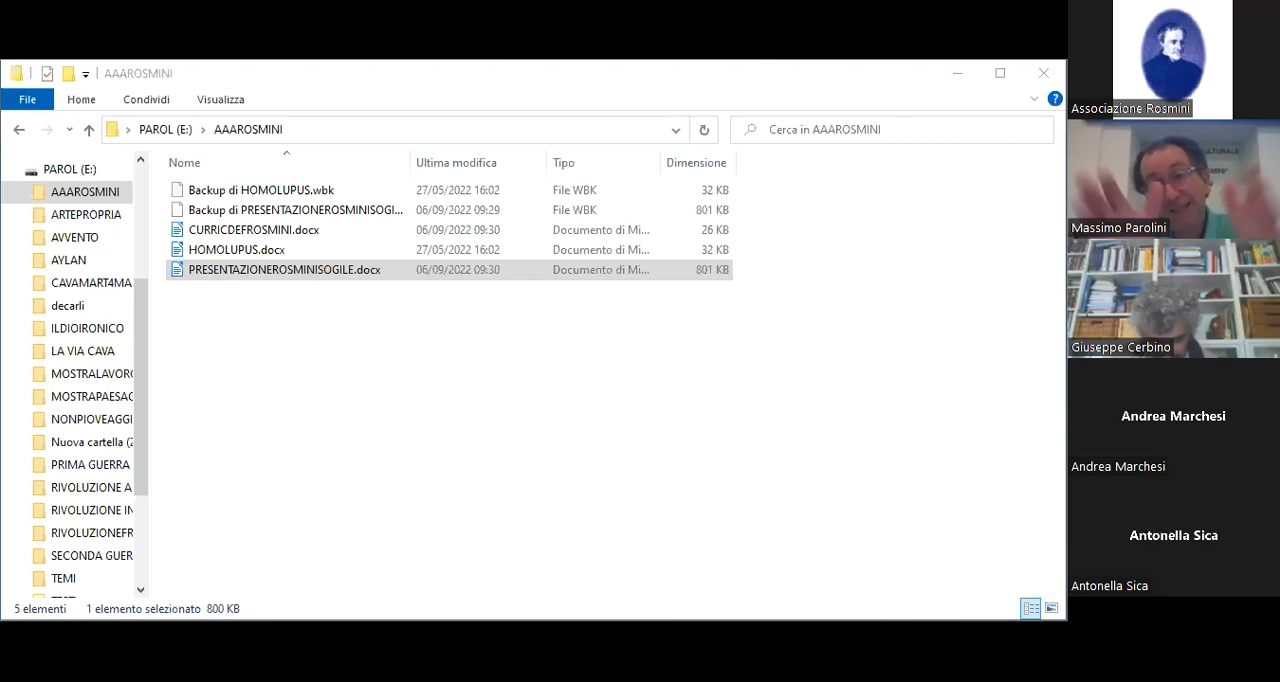 AAAROSMINI
File Home Condividi Visualizza
PAROL (E:) AAAROSMINI
Cerca in AAAROSMINI
Nome Ultima modifica Tipo Dimensione
Backup di HOMOLUPUS.wbk 27/05/2022 16:02 File WBK 32 KB
Backup di PRESENTAZIONEROSMINISOGI... 06/09/2022 09:29 File WBK 801 KB
CURRICDEFROSMINI.docx 06/09/2022 09:30 Documento di Mi... 26 KB
HOMOLUPUS.docx 27/05/2022 16:02 Documento di Mi... 32 KB
PRESENTAZIONEROSMINISOGILE.docx 06/09/2022 09:30 Documento di Mi... 801 KB
PAROL (E:)
AAAROSMINI
ARTEPROPRIA
AVVENTO
AYLAN
CAVAMART4MA
decarli
ILDIOIRONICO
LA VIA CAVA
MOSTRALAVORO
MOSTRAPAESAG
NONPIOVEAGGI
Nuova cartella (2
PRIMA GUERRA
RIVOLUZIONE A
RIVOLUZIONE IN
RIVOLUZIONEFR
SECONDA GUER
TEMI
5 elementi 1 elemento selezionato 800 KB
Associazione Rosmini
Massimo Parolini
Giuseppe Cerbino
Andrea Marchesi
Andrea Marchesi
Antonella Sica
Antonella Sica